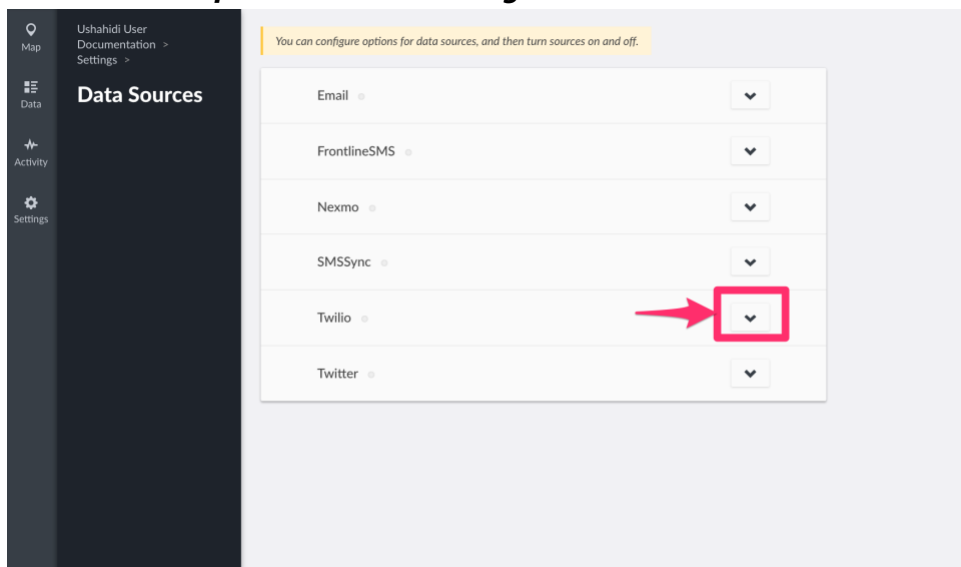 Map
Data
Activity
Settings
Ushahidi User
Documentation >
Settings >
Data Sources
You can configure options for data sources, and then turn sources on and off.
Email
FrontlineSMS
Nexmo
SMSSync
Twilio
Twitter